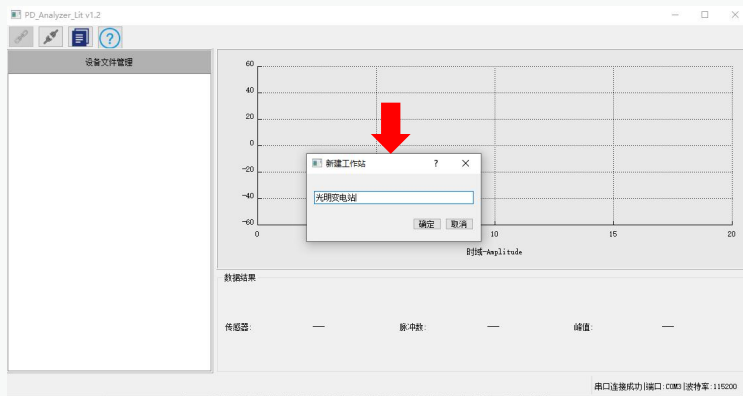 PD_Analyzer_Lit v1.2
设备文件管理
60
40
20
0
-20
-40
-60
0
10
15
20
时域-Amplitude
新建工作站
光明变电站
确定 取消
数据结果
传感器: —— 脉冲数: —— 峰值: ——
串口连接成功|端口:COM3|波特率:115200